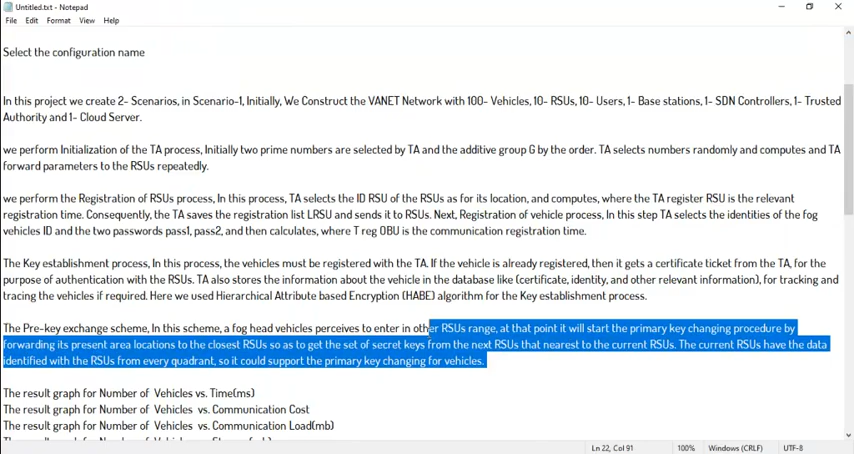 Untitled.txt - Notepad
File Edit Format View Help
Select the configuration name
In this project we create 2- Scenarios, in Scenario-1, Initially, We Construct the VANET Network with 100- Vehicles, 10- RSUs, 10- Users, 1- Base stations, 1- SDN Controllers, 1- Trusted
Authority and 1- Cloud Server.
we perform Initialization of the TA process, Initially two prime numbers are selected by TA and the additive group G by the order. TA selects numbers randomly and computes and TA
forward parameters to the RSUs repeatedly.
we perform the Registration of RSUs process, In this process, TA selects the ID RSU of the RSUs as for its location, and computes, where the TA register RSU is the relevant
registration time. Consequently, the TA saves the registration list LRSU and sends it to RSUs. Next, Registration of vehicle process, In this step TA selects the identities of the fog
vehicles ID and the two passwords pass1, pass2, and then calculates, where T reg OBU is the communication registration time.
The Key establishment process, In this process, the vehicles must be registered with the TA. If the vehicle is already registered, then it gets a certificate ticket from the TA, for the
purpose of authentication with the RSUs. TA also stores the information about the vehicle in the database like (certificate, identity, and other relevant information), for tracking and
tracing the vehicles if required. Here we used Hierarchical Attribute based Encryption (HABE) algorithm for the Key establishment process.
The Pre-key exchange scheme, In this scheme, a fog head vehicles perceives to enter in other RSUs range, at that point it will start the primary key changing procedure by
forwarding its present area locations to the closest RSUs so as to get the set of secret keys from the next RSUs that nearest to the current RSUs. The current RSUs have the data
identified with the RSUs from every quadrant, so it could support the primary key changing for vehicles.
The result graph for Number of Vehicles vs. Time(ms)
The result graph for Number of Vehicles vs. Communication Cost
The result graph for Number of Vehicles vs. Communication Load(mb)
Ln 22, Col 91 100% Windows (CRLF) UTF-8